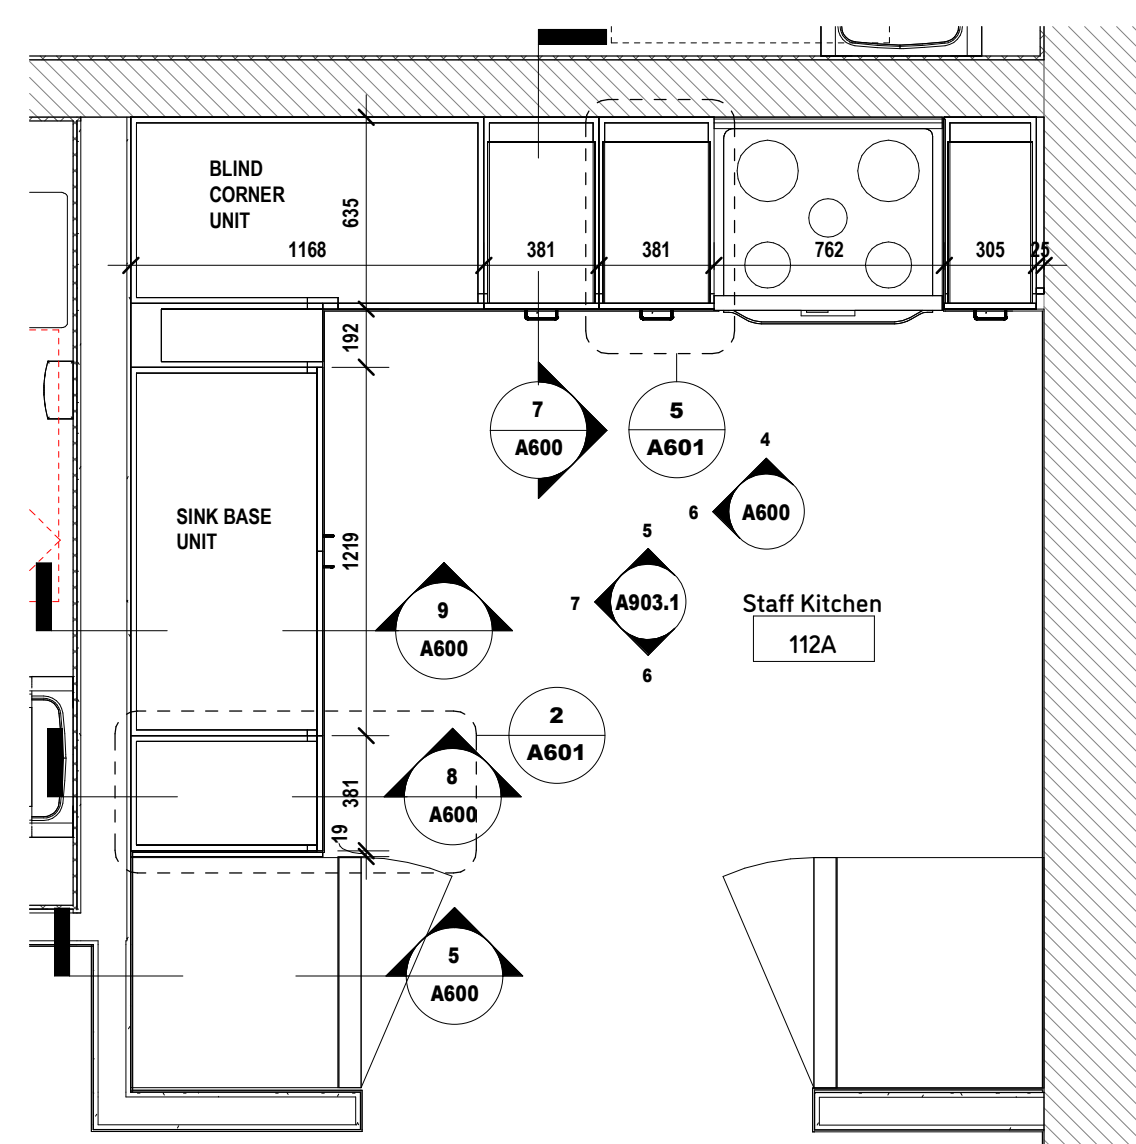 BLIND
CORNER
UNIT
635
1168
381
381
762
305
25
192
7
A600
5
A601
4
6
A600
SINK BASE
UNIT
1219
5
7
A903.1
6
9
A600
Staff Kitchen
112A
2
A601
8
A600
381
19
5
A600